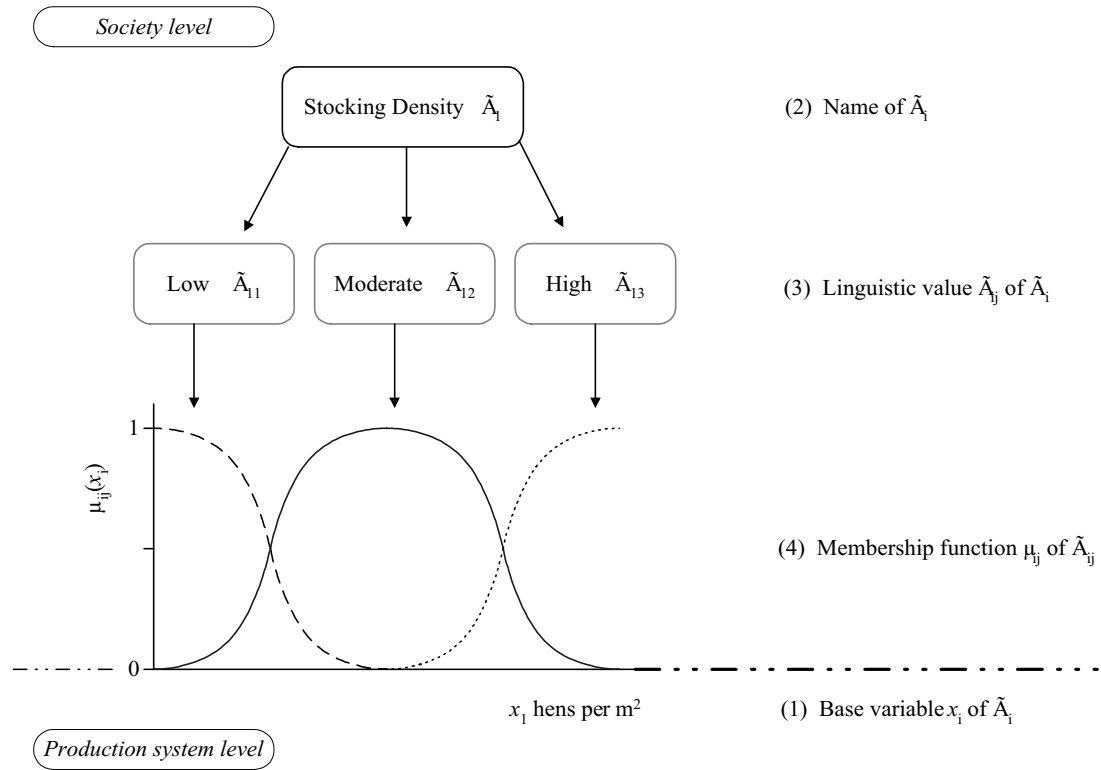 Society level
Stocking Density Ã₁ (2) Name of Ãᵢ
Low Ã₁₁ Moderate Ã₁₂ High Ã₁₃ (3) Linguistic value Ãᵢⱼ of Ãᵢ
1
μᵢⱼ(xᵢ)
(4) Membership function μᵢⱼ of Ãᵢⱼ
0
x₁ hens per m² (1) Base variable xᵢ of Ãᵢ
Production system level